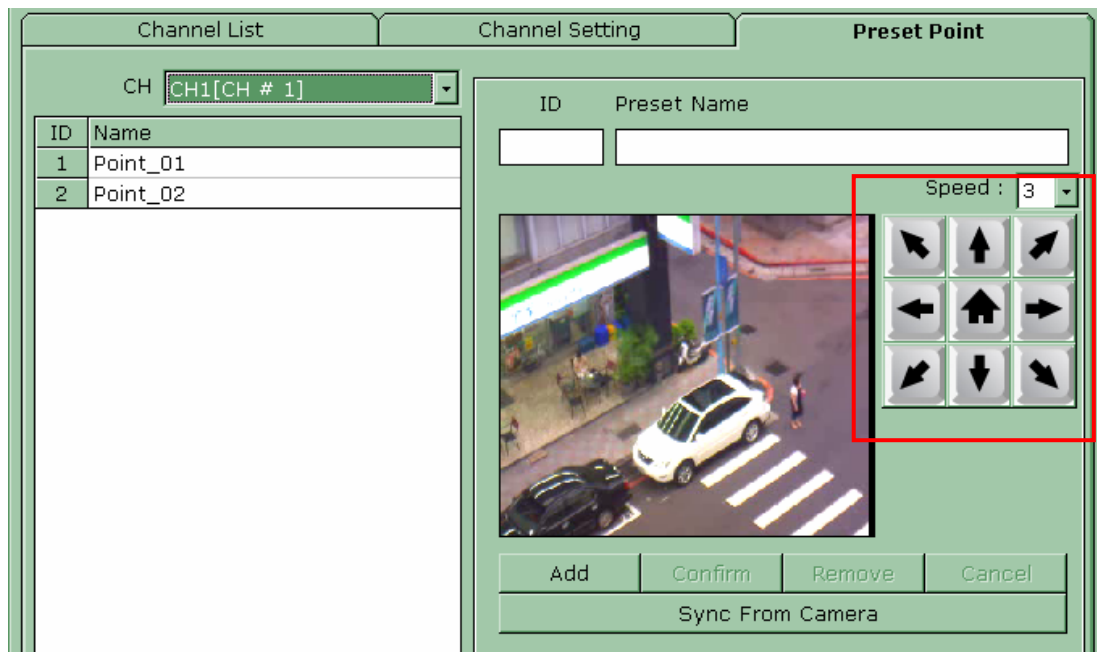 Channel List
Channel Setting
Preset Point
CH CH1[CH # 1]
ID Name
1 Point_01
2 Point_02
ID Preset Name
Speed : 3
Add Confirm Remove Cancel
Sync From Camera